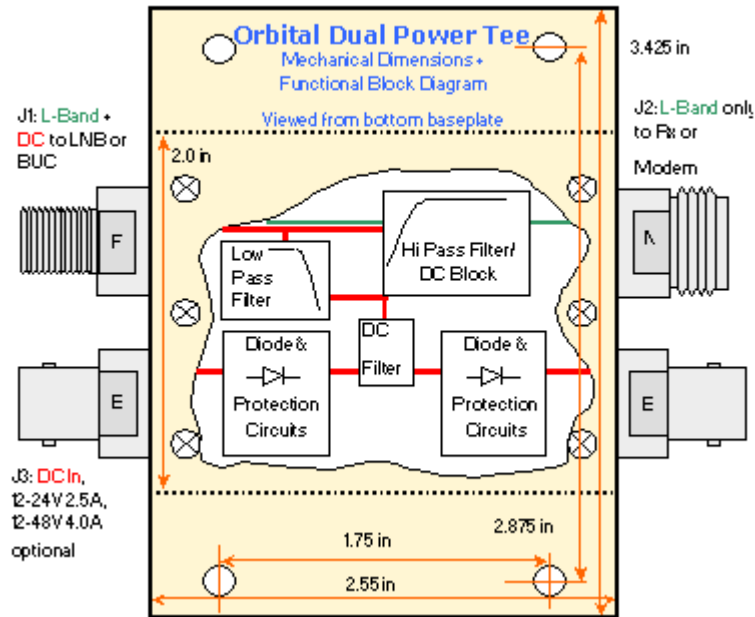 Orbital Dual Power Tee
Mechanical Dimensions +
Functional Block Diagram
Viewed from bottom baseplate
3.425 in
J1: L-Band +
DC to LNB or
BUC
J2: L-Band only
to Rx or
Modem
2.0 in
F
N
Low
Pass
Filter
Hi Pass Filter/
DC Block
DC
Filter
Diode &
Protection
Circuits
Diode &
Protection
Circuits
E
E
J3: DC In,
12-24V 2.5A,
12-48V 4.0A
optional
1.75 in
2.875 in
2.55 in